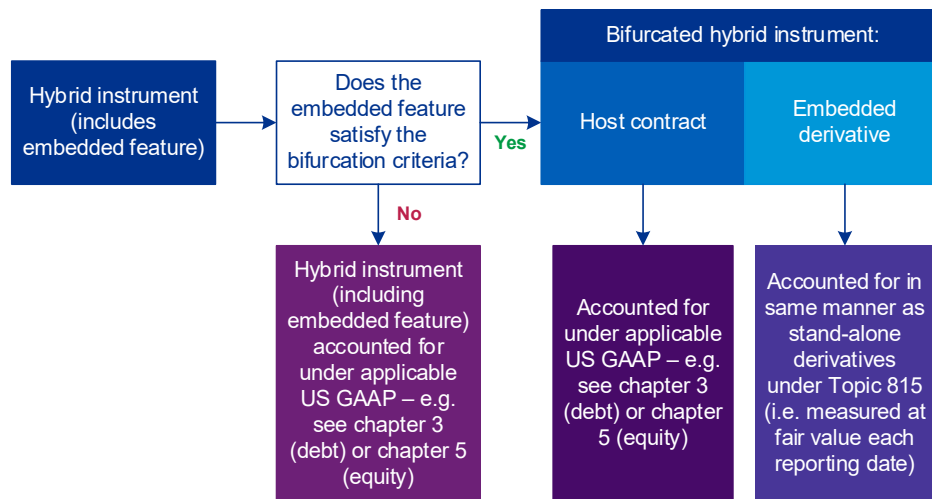 Hybrid instrument
(includes
embedded feature)
Does the
embedded feature
satisfy the
bifurcation criteria?
Yes
No
Bifurcated hybrid instrument:
Host contract
Embedded
derivative
Hybrid instrument
(including
embedded feature)
accounted for
under applicable
US GAAP – e.g.
see chapter 3
(debt) or chapter 5
(equity)
Accounted for
under applicable
US GAAP – e.g.
see chapter 3
(debt) or chapter
5 (equity)
Accounted for in
same manner as
stand-alone
derivatives
under Topic 815
(i.e. measured at
fair value each
reporting date)